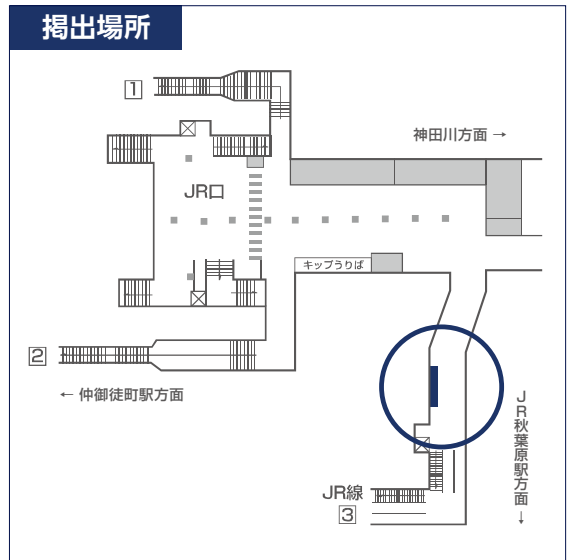 掲出場所
1
神田川方面 →
JR口
キップうりば
2
← 仲御徒町駅方面
JR秋葉原駅方面 →
JR線
3